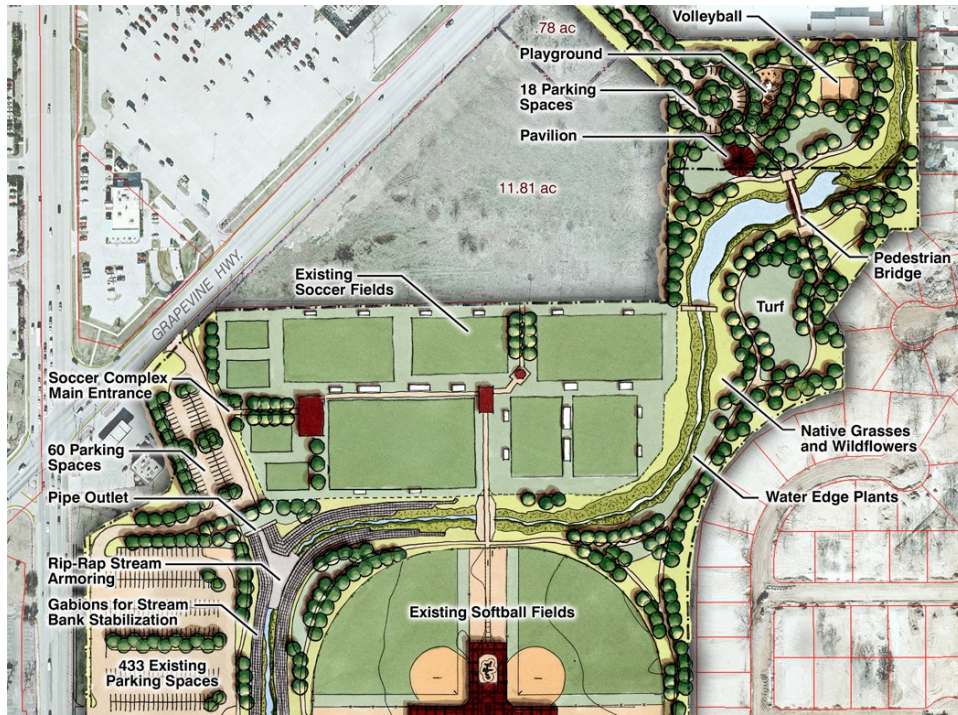 Volleyball
.78 ac
Playground
18 Parking
Spaces
Pavilion
11.81 ac
Pedestrian
Bridge
GRAPEVINE HWY.
Existing
Soccer Fields
Turf
Soccer Complex
Main Entrance
Native Grasses
and Wildflowers
60 Parking
Spaces
Pipe Outlet
Water Edge Plants
Rip-Rap Stream
Armoring
Gabions for Stream
Bank Stabilization
Existing Softball Fields
433 Existing
Parking Spaces